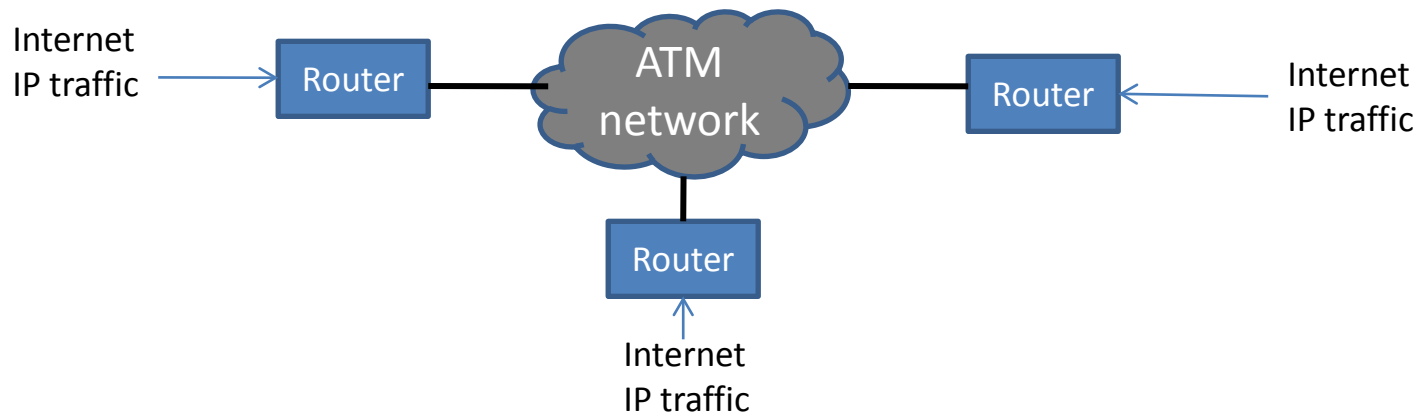 Internet
IP traffic
Router
ATM
network
Router
Internet
IP traffic
Router
Internet
IP traffic